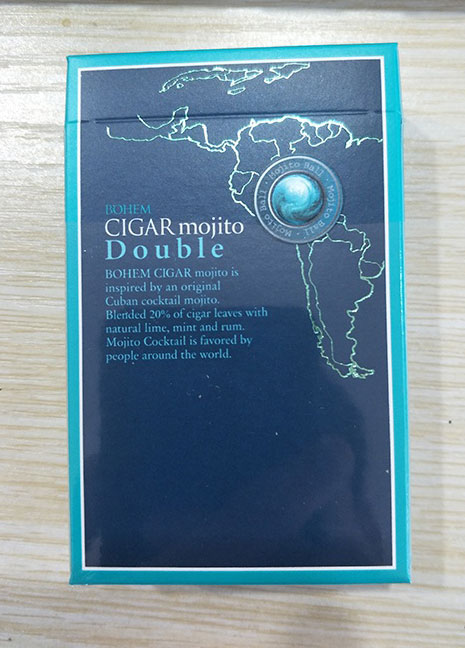 Mojito Ball · Mojito Ball · Mojito Ball ·
BOHEM
CIGAR mojito
Double
BOHEM CIGAR mojito is
inspired by an original
Cuban cocktail mojito.
Blended 20% of cigar leaves with
natural lime, mint and rum.
Mojito Cocktail is favored by
people around the world.